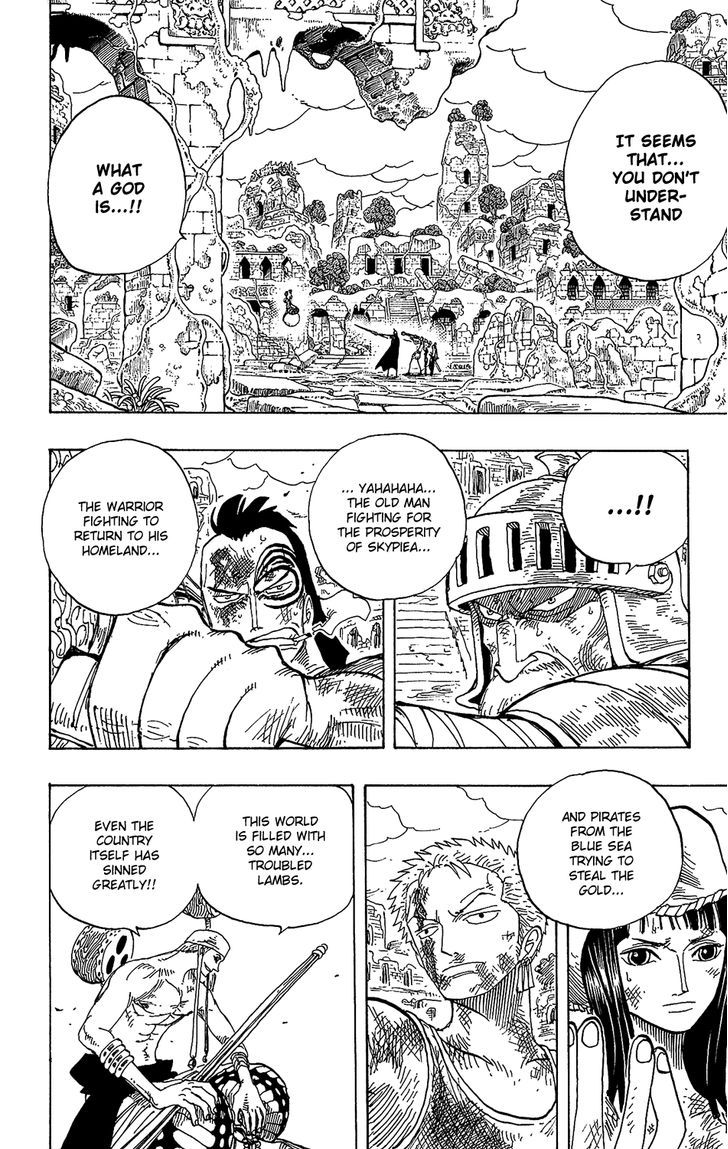 IT SEEMS
THAT...
YOU DON'T
UNDER-
STAND
WHAT
A GOD
IS...!!
...!!
... YAHAHAHA...
THE OLD MAN
FIGHTING FOR
THE PROSPERITY
OF SKYPIEA...
THE WARRIOR
FIGHTING TO
RETURN TO HIS
HOMELAND...
AND PIRATES
FROM THE
BLUE SEA
TRYING TO
STEAL THE
GOLD...
THIS WORLD
IS FILLED WITH
SO MANY...
TROUBLED
LAMBS.
EVEN THE
COUNTRY
ITSELF HAS
SINNED
GREATLY!!